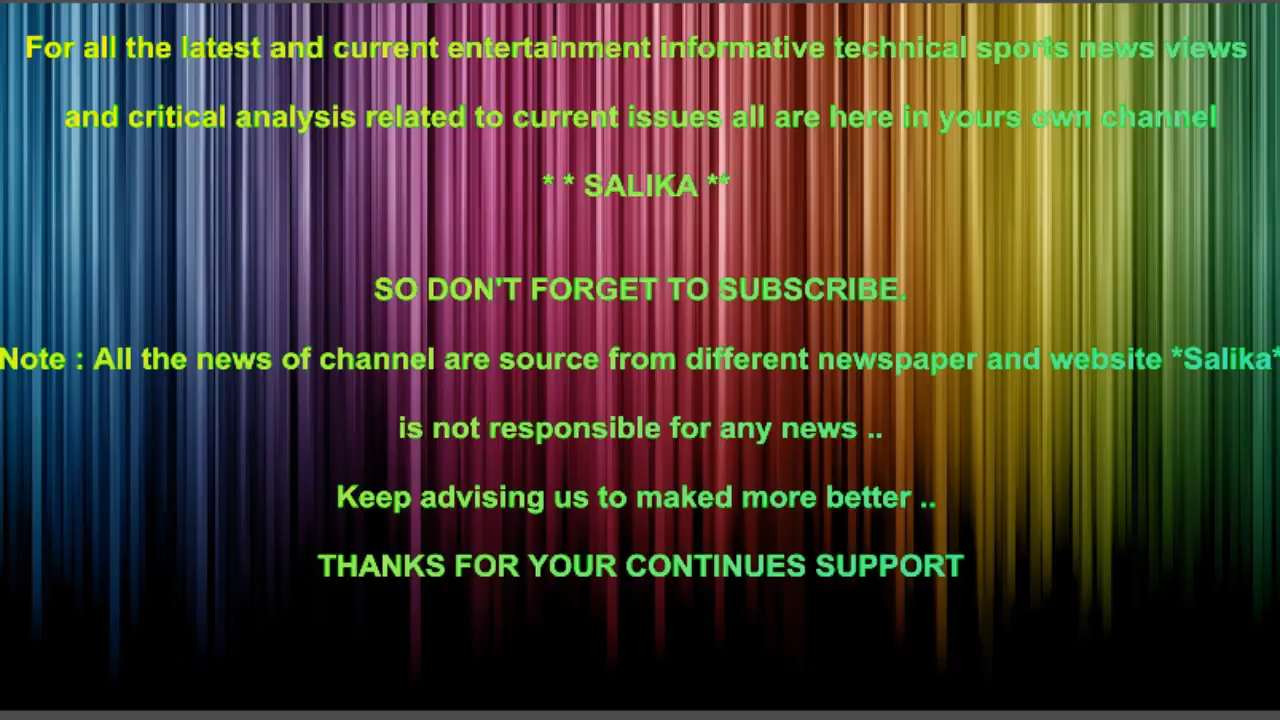 For all the latest and current entertainment informative technical sports news views
and critical analysis related to current issues all are here in yours own channel
* * SALIKA **
SO DON'T FORGET TO SUBSCRIBE.
Note : All the news of channel are source from different newspaper and website *Salika*
is not responsible for any news ..
Keep advising us to maked more better ..
THANKS FOR YOUR CONTINUES SUPPORT